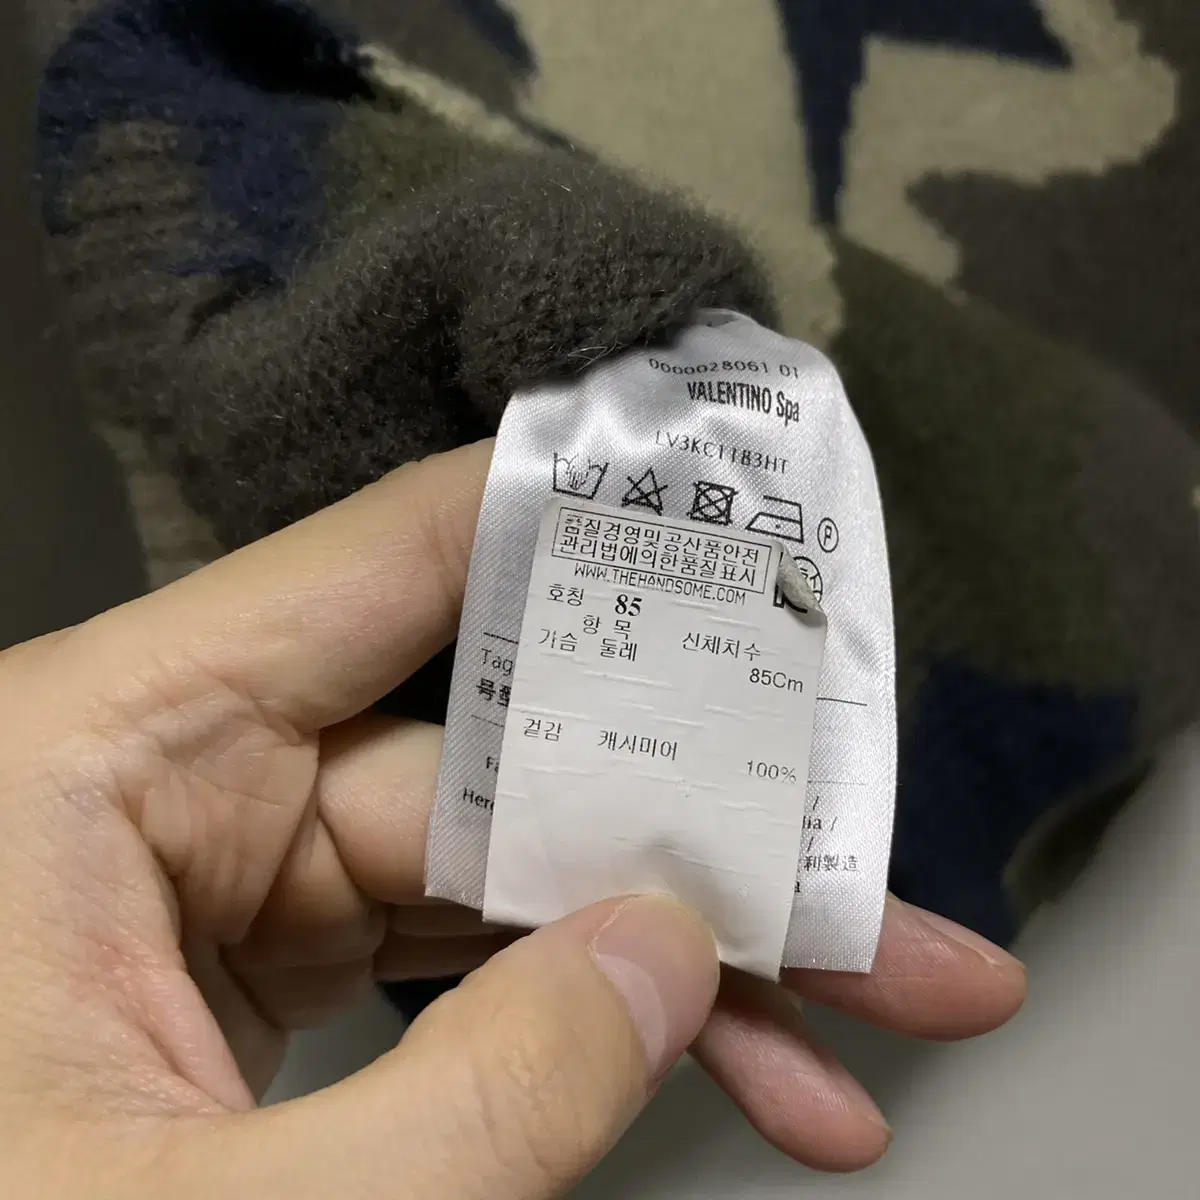 0000028061 01
VALENTINO Spa
LV3KC11B3HT
P
품질경영및공산품안전
관리법에의한품질표시
WWW.THEHANDSOME.COM
호칭 85
항 목 신체치수
가슴 둘레 85Cm
겉감 캐시미어 100%